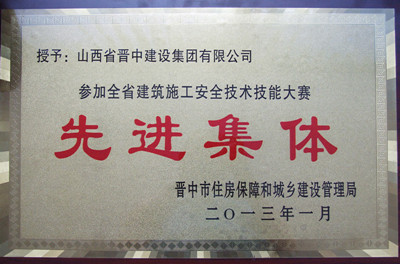 授予：山西省晋中建设集团有限公司
参加全省建筑施工安全技术技能大赛
先进集体
晋中市住房保障和城乡建设管理局
二〇一三年一月